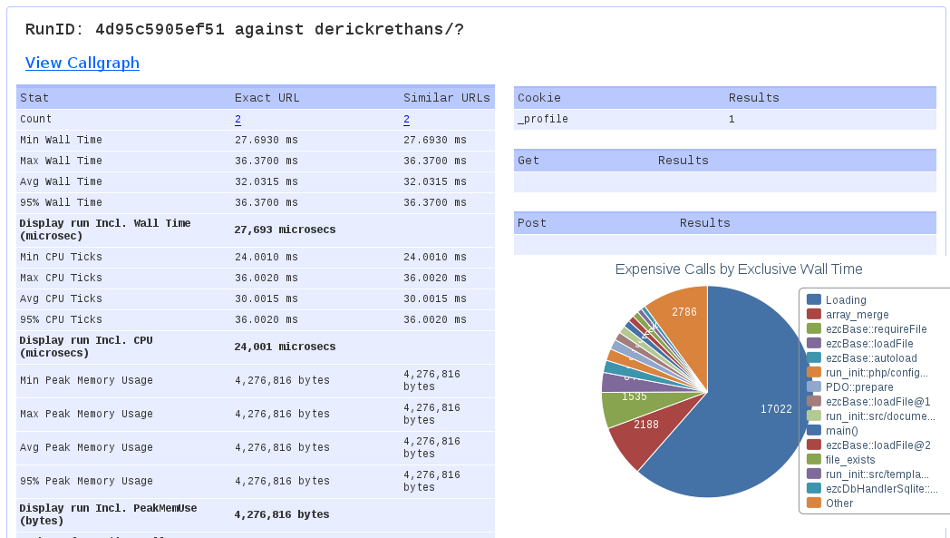 RunID: 4d95c5905ef51 against derickrethans/?
View Callgraph
Stat Exact URL Similar URLs
Count 2 2
Min Wall Time 27.6930 ms 27.6930 ms
Max Wall Time 36.3700 ms 36.3700 ms
Avg Wall Time 32.0315 ms 32.0315 ms
95% Wall Time 36.3700 ms 36.3700 ms
Display run Incl. Wall Time
(microsec) 27,693 microsecs
Min CPU Ticks 24.0010 ms 24.0010 ms
Max CPU Ticks 36.0020 ms 36.0020 ms
Avg CPU Ticks 30.0015 ms 30.0015 ms
95% CPU Ticks 36.0020 ms 36.0020 ms
Display run Incl. CPU
(microsecs) 24,001 microsecs
Min Peak Memory Usage 4,276,816 bytes 4,276,816
bytes
Max Peak Memory Usage 4,276,816 bytes 4,276,816
bytes
Avg Peak Memory Usage 4,276,816 bytes 4,276,816
bytes
95% Peak Memory Usage 4,276,816 bytes 4,276,816
bytes
Display run Incl. PeakMemUse
(bytes) 4,276,816 bytes
Cookie Results
_profile 1
Get Results
Post Results
Expensive Calls by Exclusive Wall Time
2786
17022
1535
2188
Loading
array_merge
ezcBase::requireFile
ezcBase::loadFile
ezcBase::autoload
run_init::php/config...
PDO::prepare
ezcBase::loadFile@1
run_init::src/docume...
main()
ezcBase::loadFile@2
file_exists
run_init::src/templa...
ezcDbHandlerSqlite::...
Other